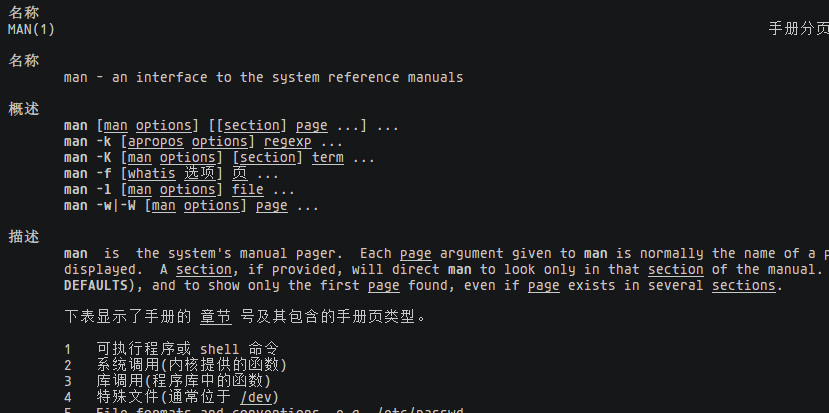 名称
MAN(1) 手册分页
名称
man - an interface to the system reference manuals
概述
man [man options] [[section] page ...] ...
man -k [apropos options] regexp ...
man -K [man options] [section] term ...
man -f [whatis 选项] 页 ...
man -l [man options] file ...
man -w|-W [man options] page ...
描述
man is the system's manual pager. Each page argument given to man is normally the name of a
displayed. A section, if provided, will direct man to look only in that section of the manual.
DEFAULTS), and to show only the first page found, even if page exists in several sections.
下表显示了手册的 章节 号及其包含的手册页类型。
1 可执行程序或 shell 命令
2 系统调用(内核提供的函数)
3 库调用(程序库中的函数)
4 特殊文件(通常位于 /dev)
5 File formats and conventions, e.g. /etc/passwd